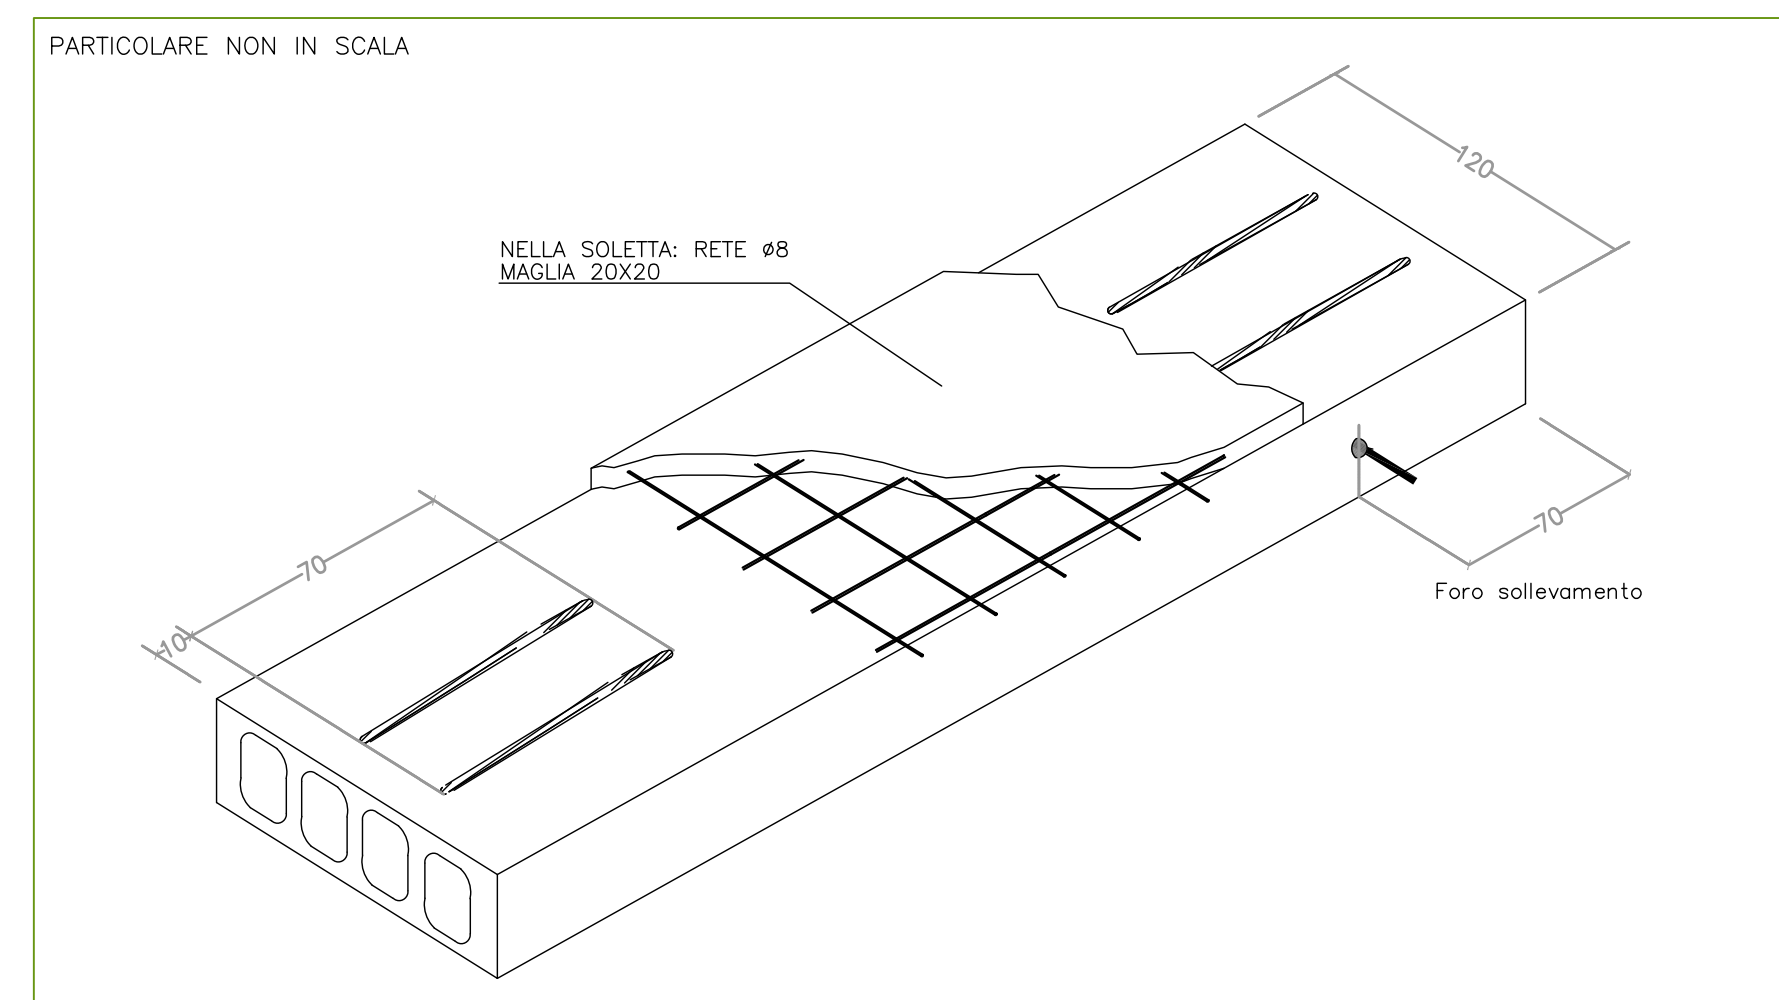 PARTICOLARE NON IN SCALA
120
NELLA SOLETTA: RETE ø8
MAGLIA 20X20
70
70
10
Foro sollevamento